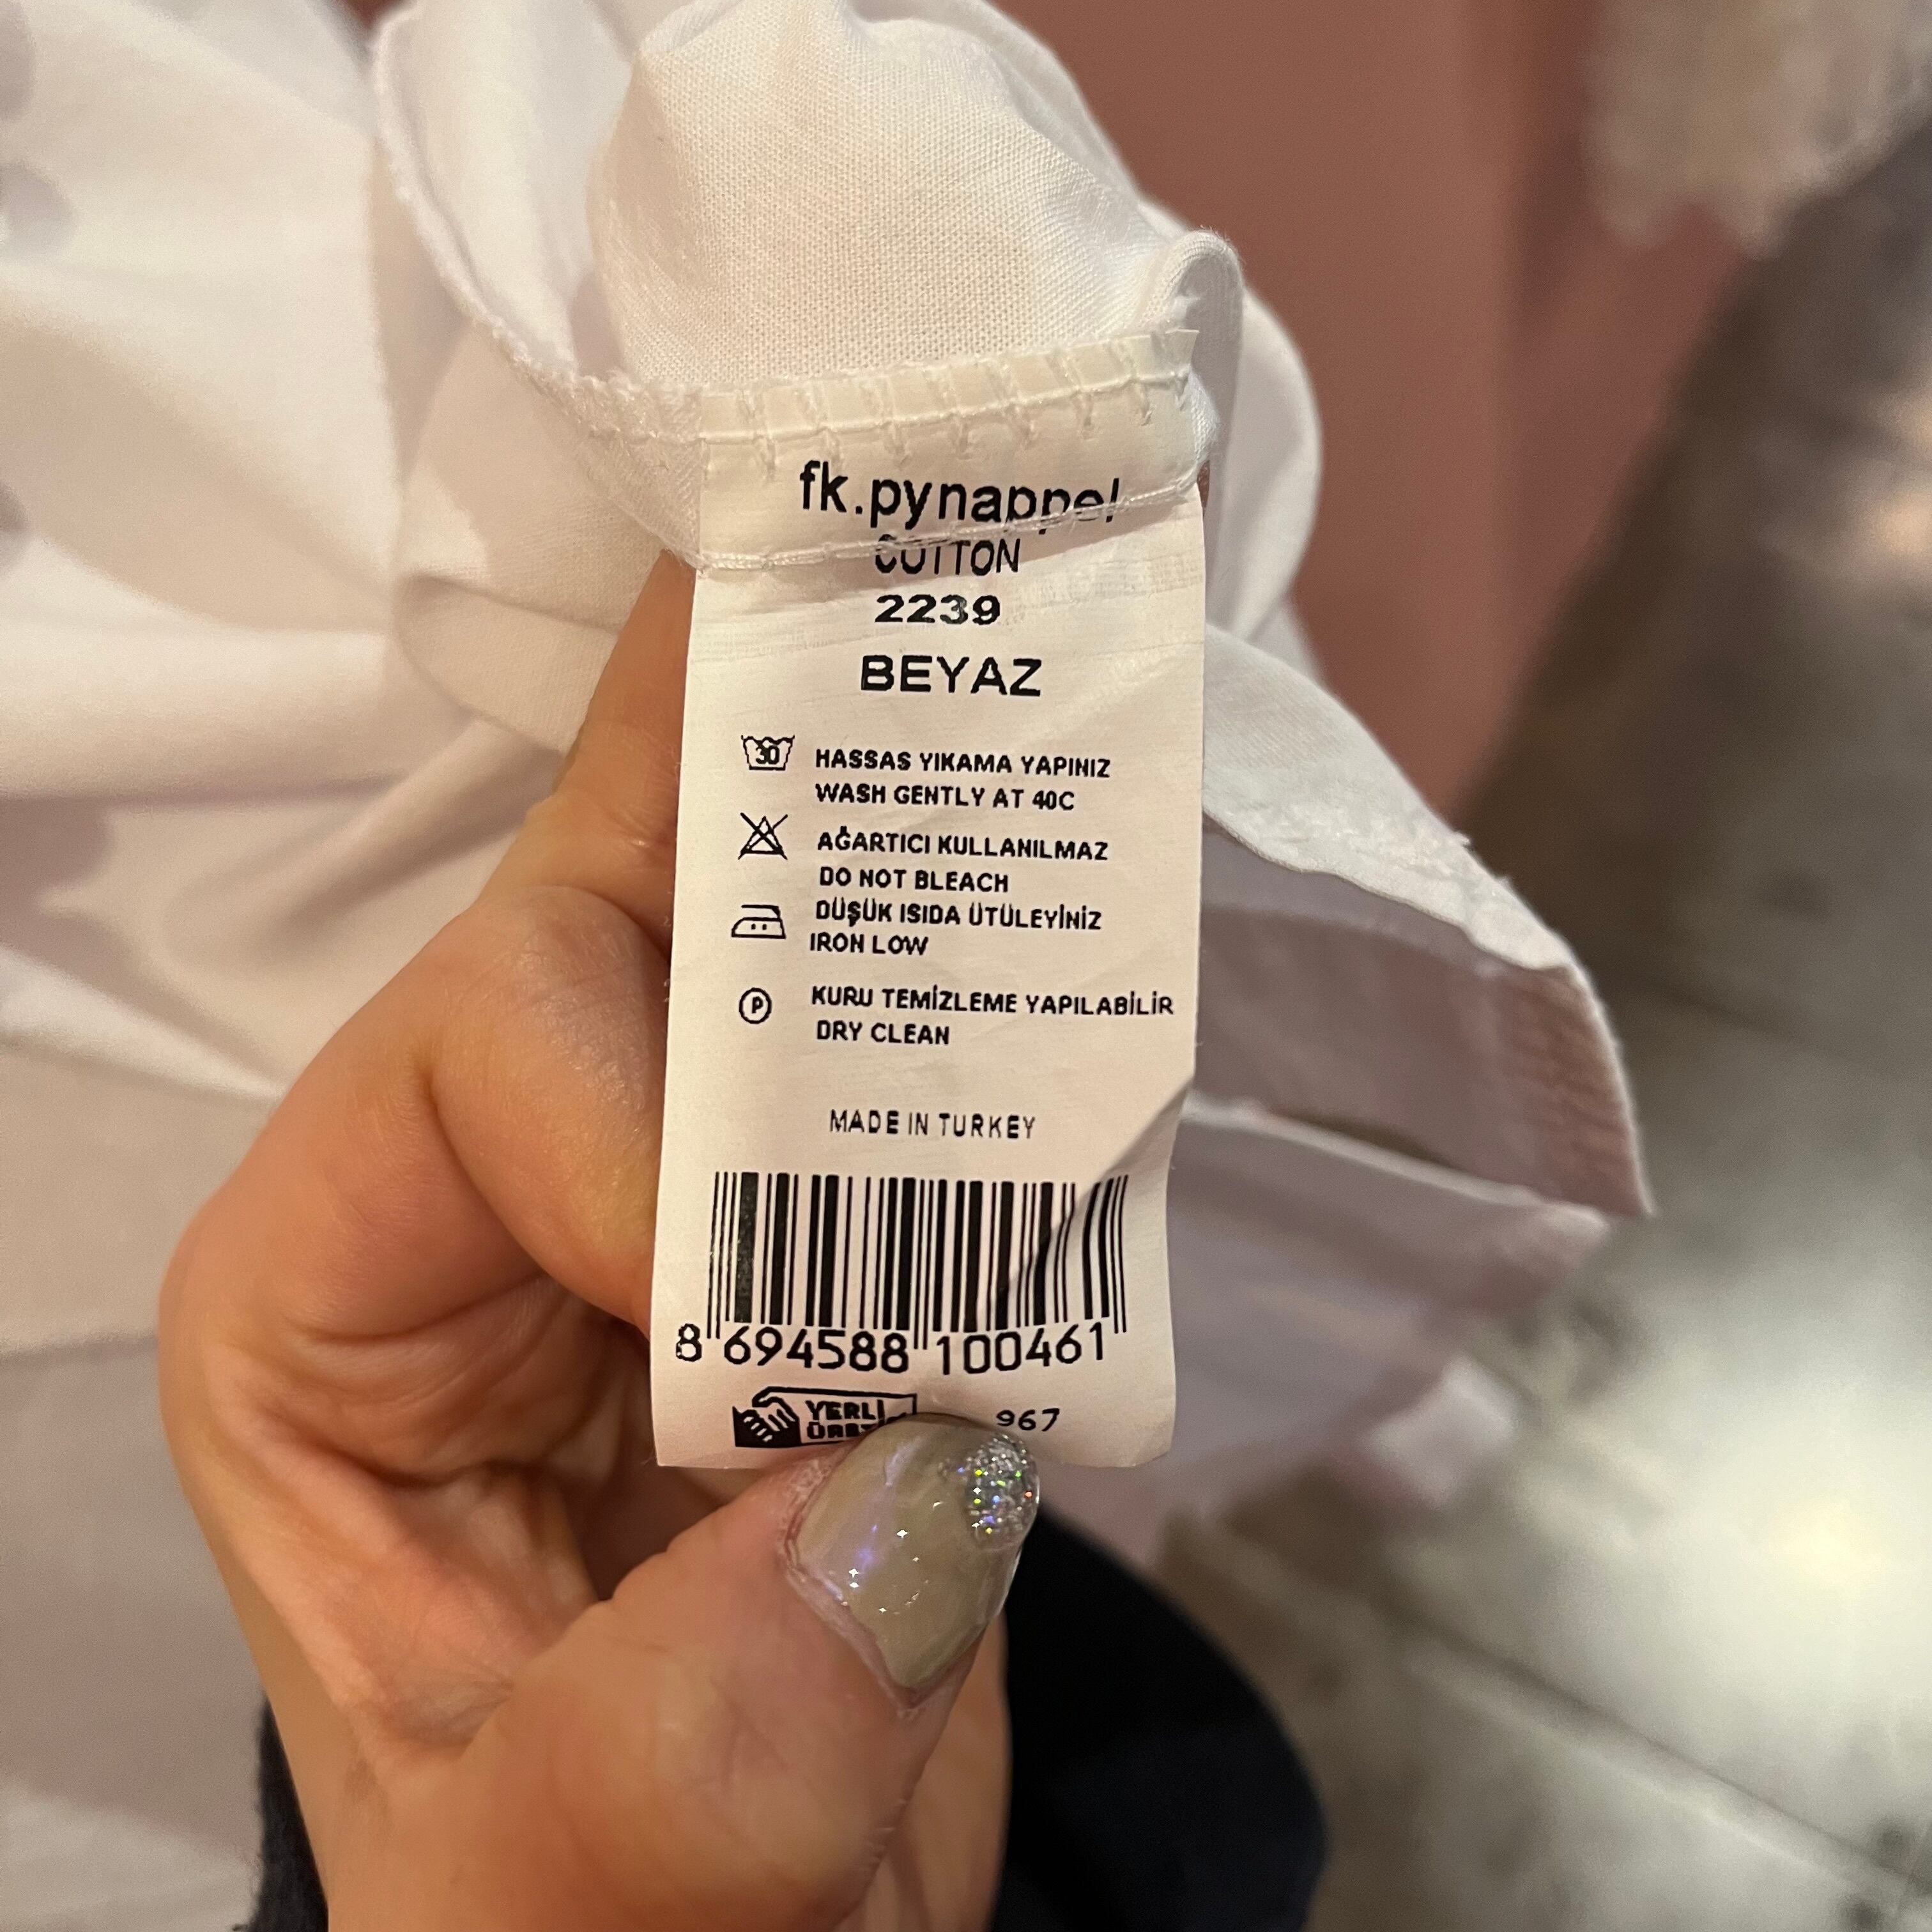 fk.pynappel
COTTON
2239
BEYAZ
30
HASSAS YIKAMA YAPINIZ
WASH GENTLY AT 40C
AĞARTICI KULLANILMAZ
DO NOT BLEACH
DÜŞÜK ISIDA ÜTÜLEYİNİZ
IRON LOW
P
KURU TEMİZLEME YAPILABİLİR
DRY CLEAN
MADE IN TURKEY
8 694588 100461
YERLİ
967